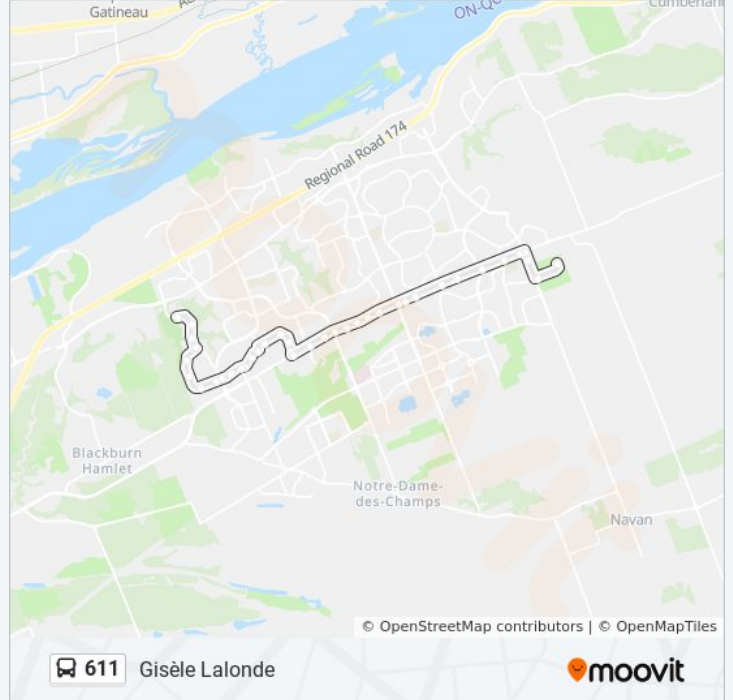 Gatineau
ON-QC
Cumberland
Regional Road 174
Blackburn
Hamlet
Notre-Dame-
des-Champs
Navan
© OpenStreetMap contributors | © OpenMapTiles
611 Gisèle Lalonde
moovit